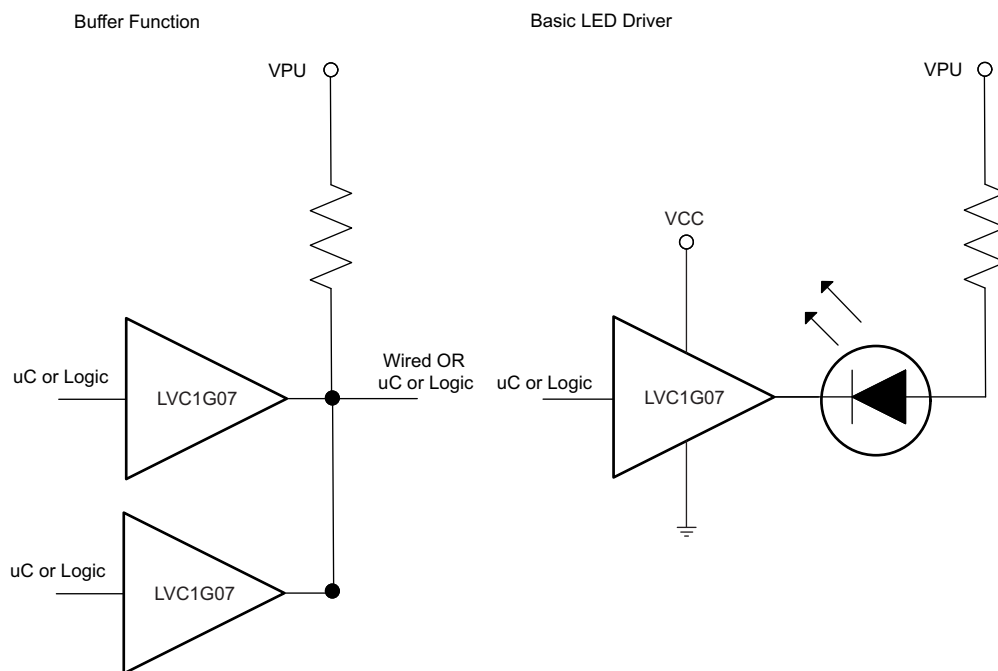 Buffer Function
VPU
uC or Logic
LVC1G07
Wired OR
uC or Logic
uC or Logic
LVC1G07
Basic LED Driver
VPU
VCC
uC or Logic
LVC1G07